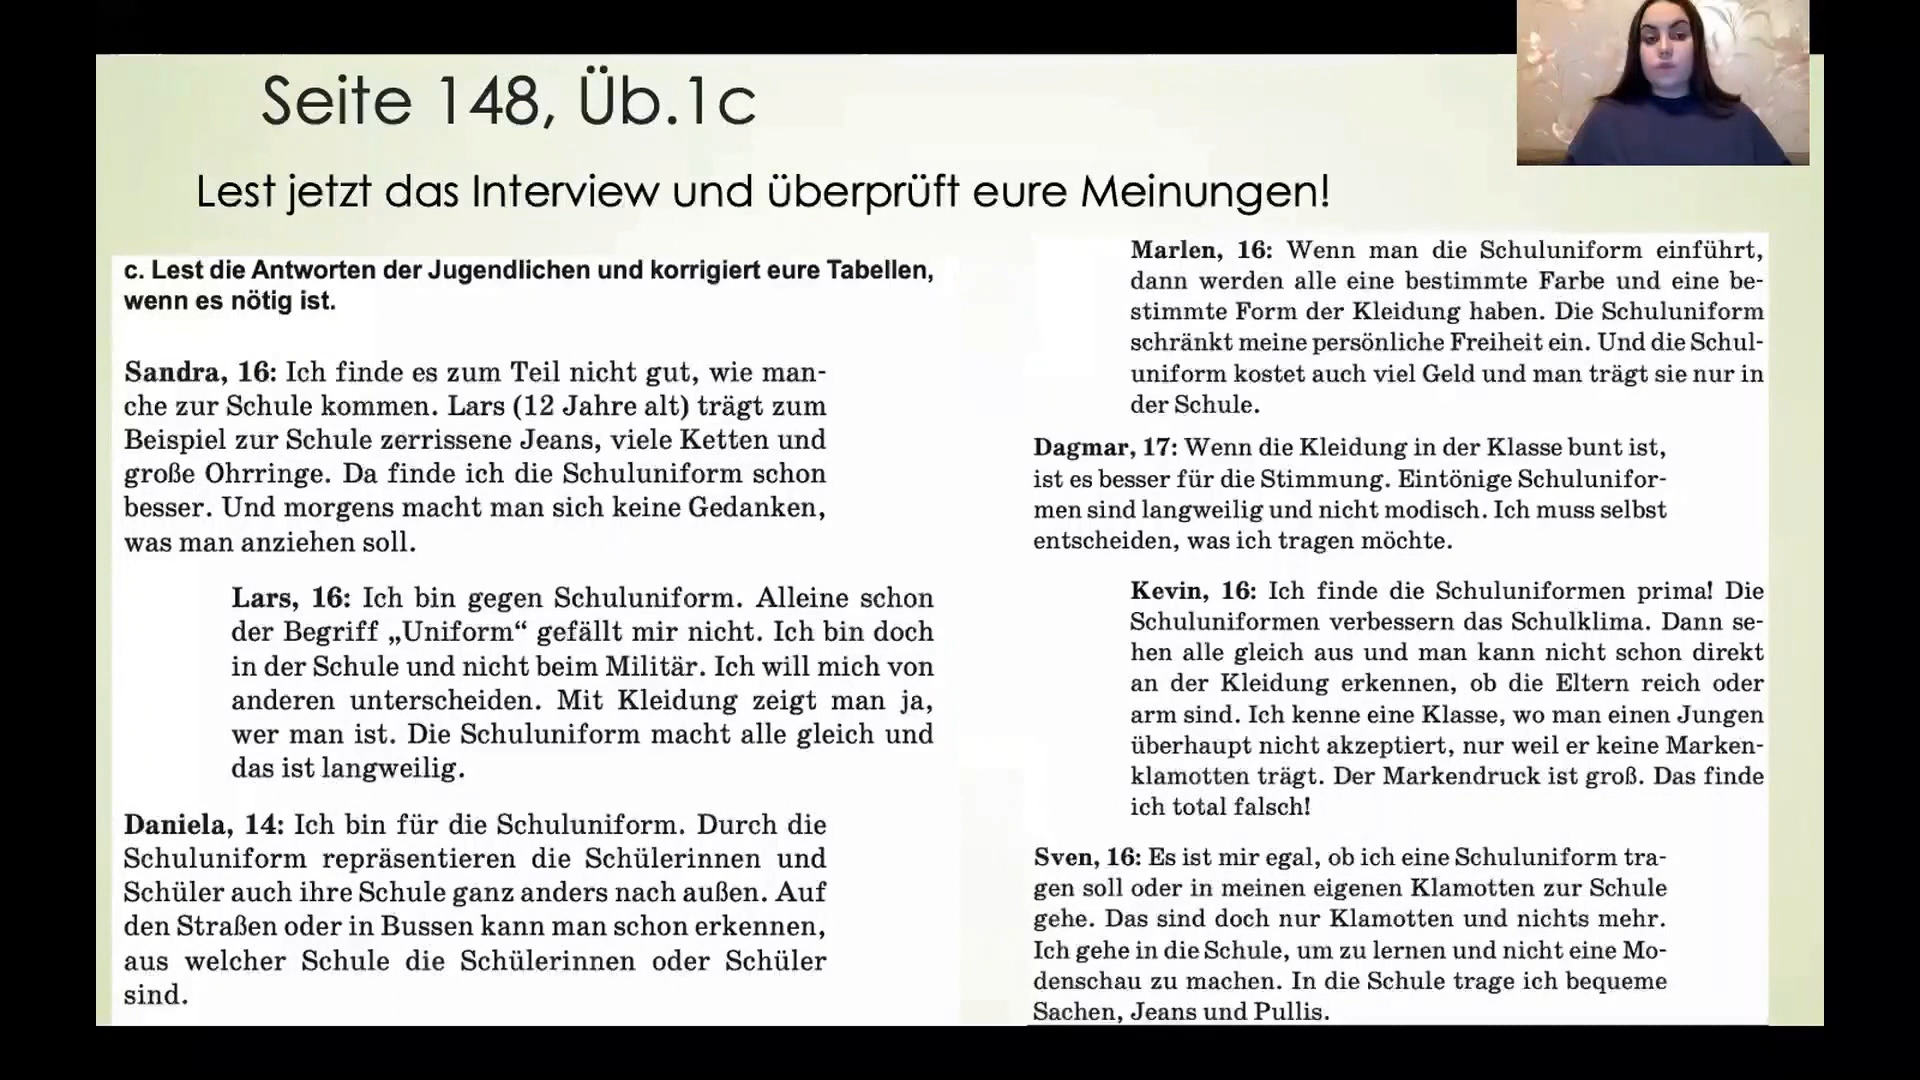 Seite 148, Üb.1c
Lest jetzt das Interview und überprüft eure Meinungen!
c. Lest die Antworten der Jugendlichen und korrigiert eure Tabellen,
wenn es nötig ist.
Sandra, 16: Ich finde es zum Teil nicht gut, wie man-
che zur Schule kommen. Lars (12 Jahre alt) trägt zum
Beispiel zur Schule zerrissene Jeans, viele Ketten und
große Ohrringe. Da finde ich die Schuluniform schon
besser. Und morgens macht man sich keine Gedanken,
was man anziehen soll.
Lars, 16: Ich bin gegen Schuluniform. Alleine schon
der Begriff „Uniform“ gefällt mir nicht. Ich bin doch
in der Schule und nicht beim Militär. Ich will mich von
anderen unterscheiden. Mit Kleidung zeigt man ja,
wer man ist. Die Schuluniform macht alle gleich und
das ist langweilig.
Daniela, 14: Ich bin für die Schuluniform. Durch die
Schuluniform repräsentieren die Schülerinnen und
Schüler auch ihre Schule ganz anders nach außen. Auf
den Straßen oder in Bussen kann man schon erkennen,
aus welcher Schule die Schülerinnen oder Schüler
sind.
Marlen, 16: Wenn man die Schuluniform einführt,
dann werden alle eine bestimmte Farbe und eine be-
stimmte Form der Kleidung haben. Die Schuluniform
schränkt meine persönliche Freiheit ein. Und die Schul-
uniform kostet auch viel Geld und man trägt sie nur in
der Schule.
Dagmar, 17: Wenn die Kleidung in der Klasse bunt ist,
ist es besser für die Stimmung. Eintönige Schulunifor-
men sind langweilig und nicht modisch. Ich muss selbst
entscheiden, was ich tragen möchte.
Kevin, 16: Ich finde die Schuluniformen prima! Die
Schuluniformen verbessern das Schulklima. Dann se-
hen alle gleich aus und man kann nicht schon direkt
an der Kleidung erkennen, ob die Eltern reich oder
arm sind. Ich kenne eine Klasse, wo man einen Jungen
überhaupt nicht akzeptiert, nur weil er keine Marken-
klamotten trägt. Der Markendruck ist groß. Das finde
ich total falsch!
Sven, 16: Es ist mir egal, ob ich eine Schuluniform tra-
gen soll oder in meinen eigenen Klamotten zur Schule
gehe. Das sind doch nur Klamotten und nichts mehr.
Ich gehe in die Schule, um zu lernen und nicht eine Mo-
denschau zu machen. In die Schule trage ich bequeme
Sachen, Jeans und Pullis.